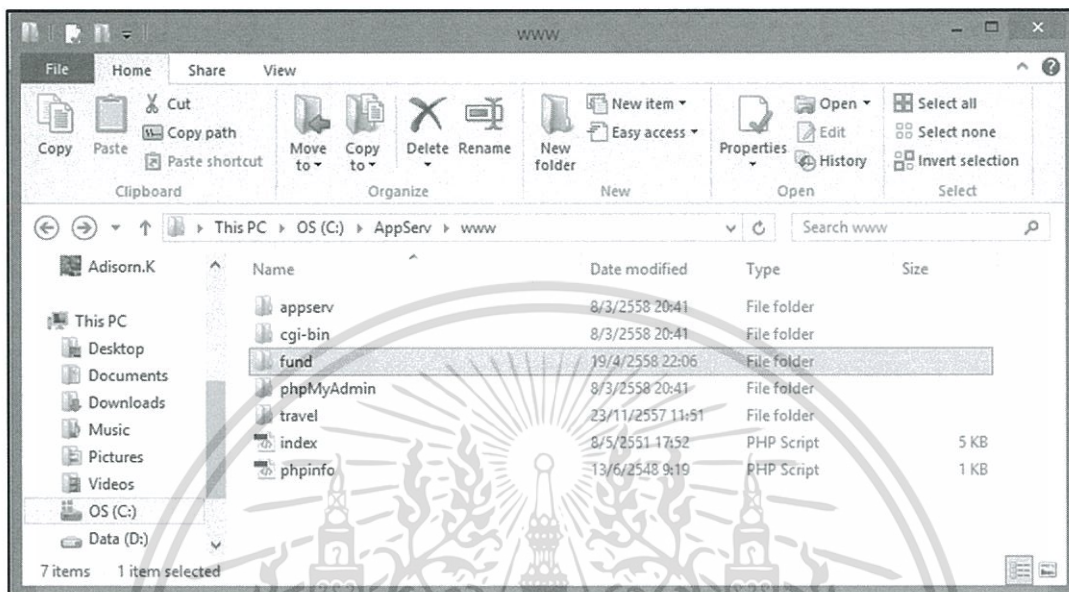 www
File Home Share View
Copy
Paste
Cut
Copy path
Paste shortcut
Clipboard
Move to
Copy to
Delete
Rename
Organize
New folder
New item
Easy access
New
Properties
Open
Edit
History
Open
Select all
Select none
Invert selection
Select
This PC OS (C:) AppServ www
Search www
Adisorn.K
This PC
Desktop
Documents
Downloads
Music
Pictures
Videos
OS (C:)
Data (D:)
Name Date modified Type Size
appserv 8/3/2558 20:41 File folder
cgi-bin 8/3/2558 20:41 File folder
fund 19/4/2558 22:06 File folder
phpMyAdmin 8/3/2558 20:41 File folder
travel 23/11/2557 11:51 File folder
index 8/5/2551 17:52 PHP Script 5 KB
phpinfo 13/6/2548 9:19 PHP Script 1 KB
7 items 1 item selected